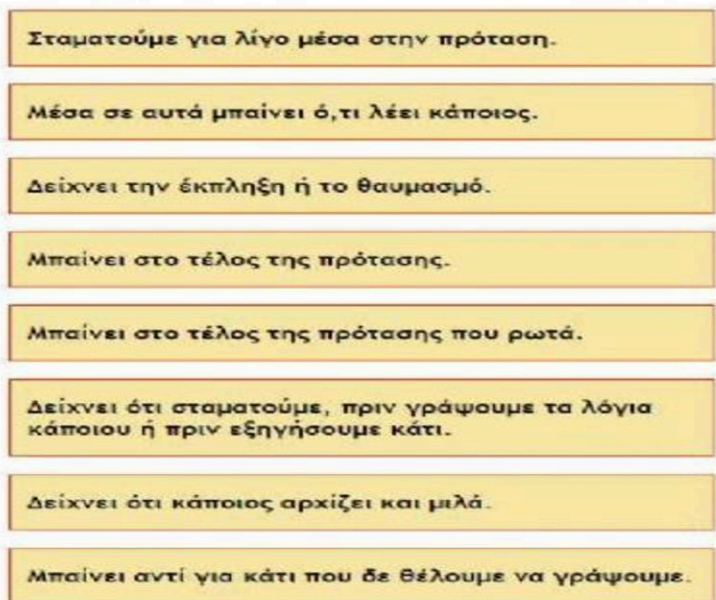 Σταματούμε για λίγο μέσα στην πρόταση.
Μέσα σε αυτά μπαίνει ό,τι λέει κάποιος.
Δείχνει την έκπληξη ή το θαυμασμό.
Μπαίνει στο τέλος της πρότασης.
Μπαίνει στο τέλος της πρότασης που ρωτά.
Δείχνει ότι σταματούμε, πριν γράψουμε τα λόγια
κάποιου ή πριν εξηγήσουμε κάτι.
Δείχνει ότι κάποιος αρχίζει και μιλά.
Μπαίνει αντί για κάτι που δε θέλουμε να γράψουμε.